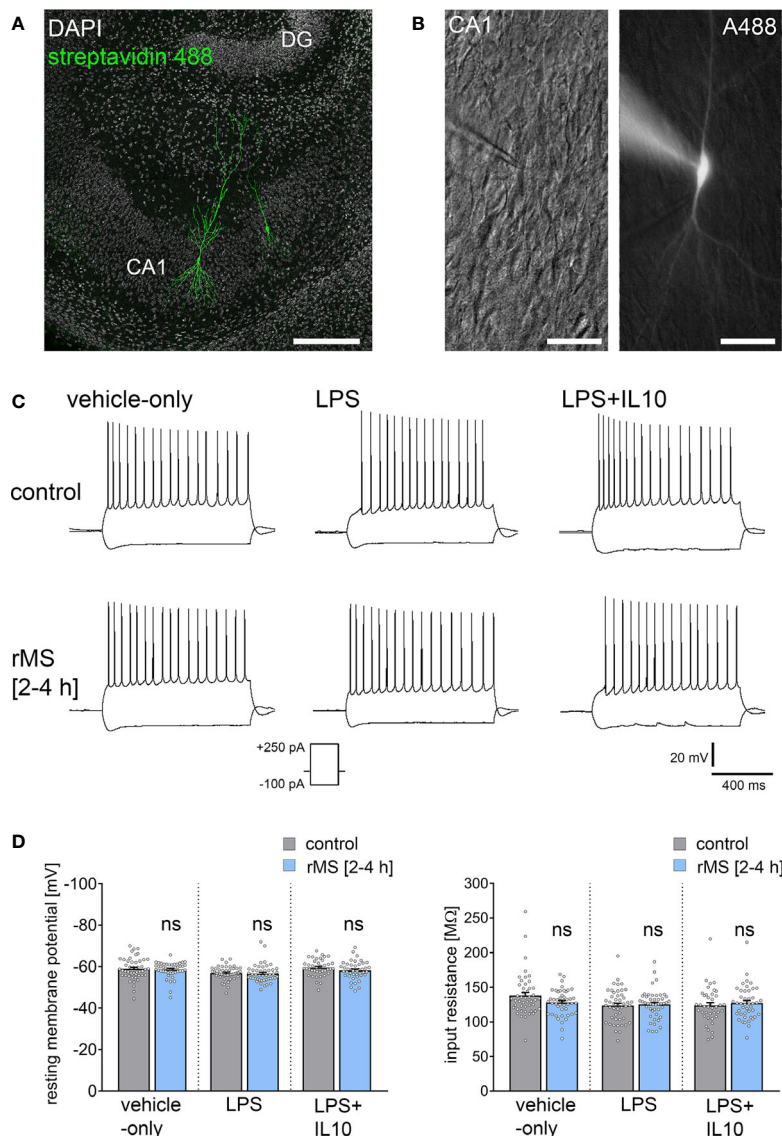 A
DAPI
streptavidin 488
DG
CA1
B
CA1
A488
C
vehicle-only
LPS
LPS+IL10
control
rMS
[2-4 h]
+250 pA
-100 pA
20 mV
400 ms
D
control
rMS [2-4 h]
resting membrane potential [mV]
-100
-80
-60
-40
-20
0
ns
ns
ns
vehicle
-only
LPS
LPS+
IL10
control
rMS [2-4 h]
input resistance [MΩ]
300
250
200
150
100
50
0
ns
ns
ns
vehicle
-only
LPS
LPS+
IL10